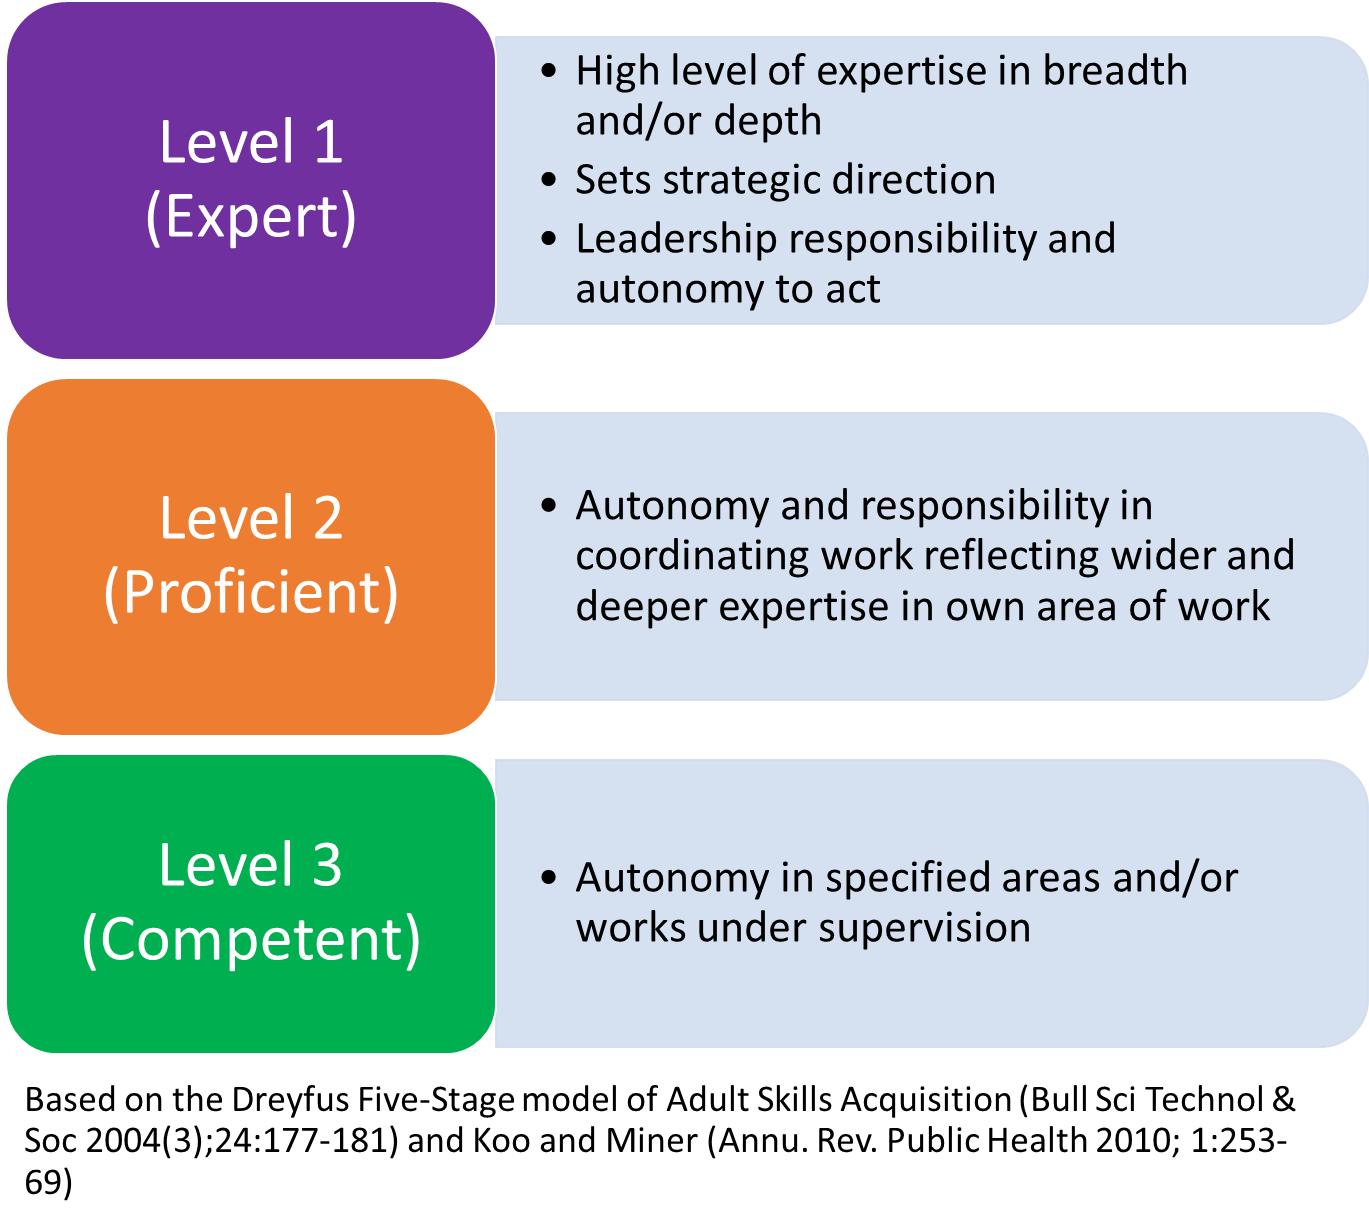 Level 1
(Expert)
• High level of expertise in breadth
and/or depth
• Sets strategic direction
• Leadership responsibility and
autonomy to act
Level 2
(Proficient)
• Autonomy and responsibility in
coordinating work reflecting wider and
deeper expertise in own area of work
Level 3
(Competent)
• Autonomy in specified areas and/or
works under supervision
Based on the Dreyfus Five-Stage model of Adult Skills Acquisition (Bull Sci Technol &
Soc 2004(3);24:177-181) and Koo and Miner (Annu. Rev. Public Health 2010; 1:253-
69)